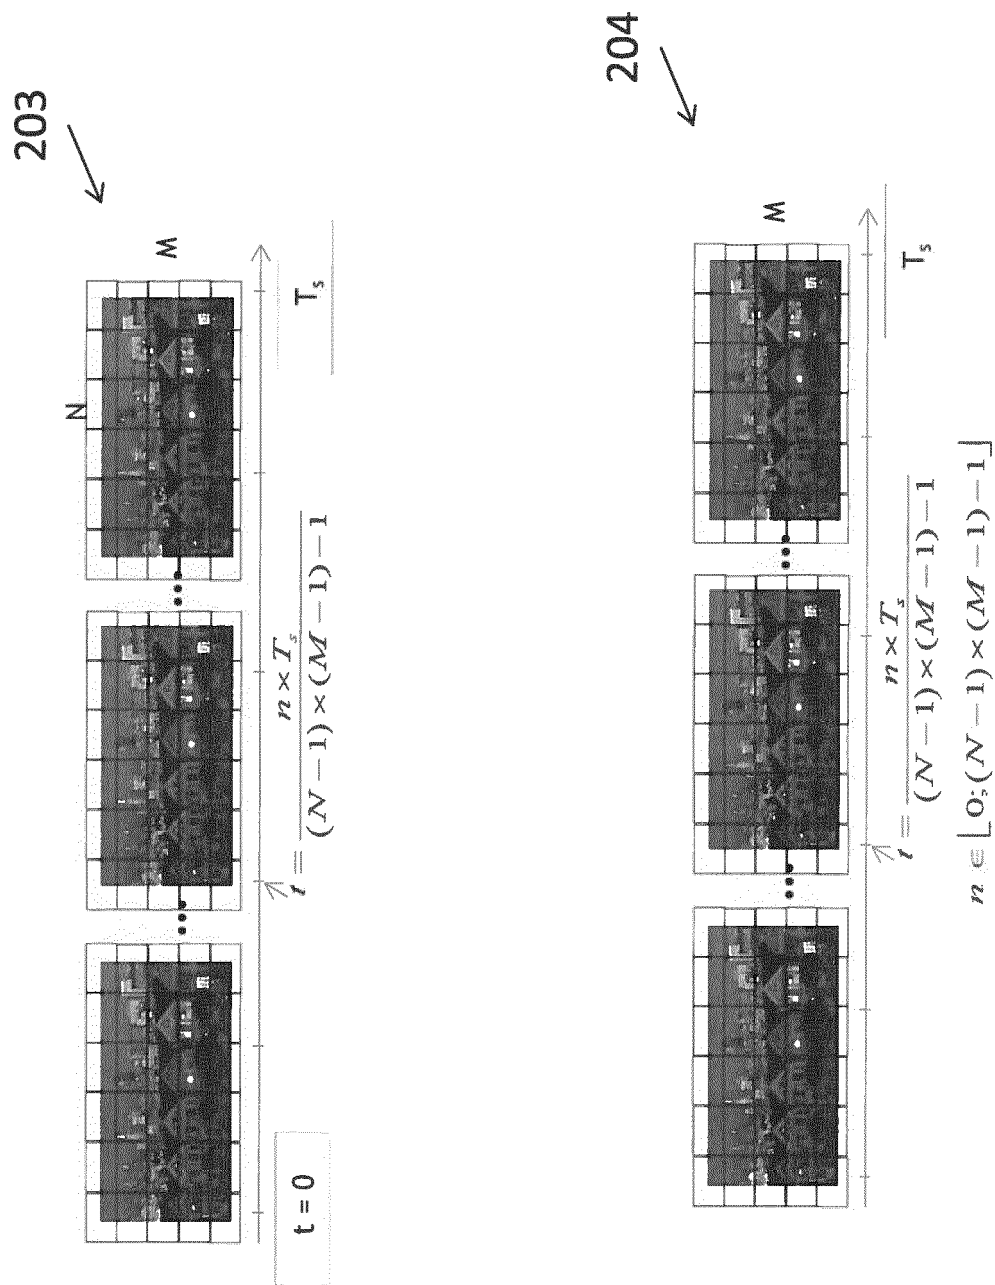 203
N
M
t = 0
t = n × T_s / (N − 1) × (M − 1) − 1
T_s
204
M
t = n × T_s / (N − 1) × (M − 1) − 1
T_s
n ∈ ⌊0; (N − 1) × (M − 1) − 1⌋